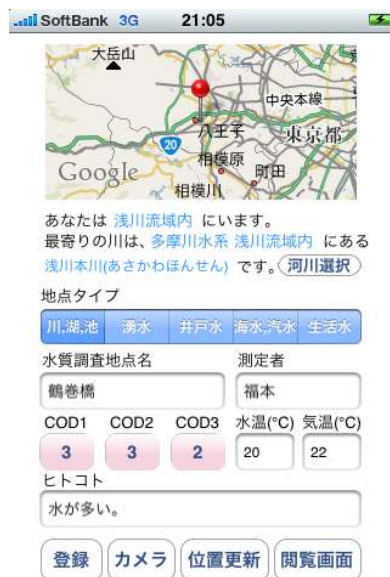 SoftBank 3G 21:05
大岳山
中央本線
八王子
東京都
20
相模原
町田
Google
相模川
あなたは 浅川流域内 にいます。
最寄りの川は、多摩川水系 浅川流域内 にある
浅川本川(あさかわほんせん) です。 河川選択
地点タイプ
川,湖,池 湧水 井戸水 海水,汽水 生活水
水質調査地点名 測定者
鶴巻橋 福本
COD1 COD2 COD3 水温(°C) 気温(°C)
3 3 2 20 22
ヒトコト
水が多い。
登録 カメラ 位置更新 閲覧画面